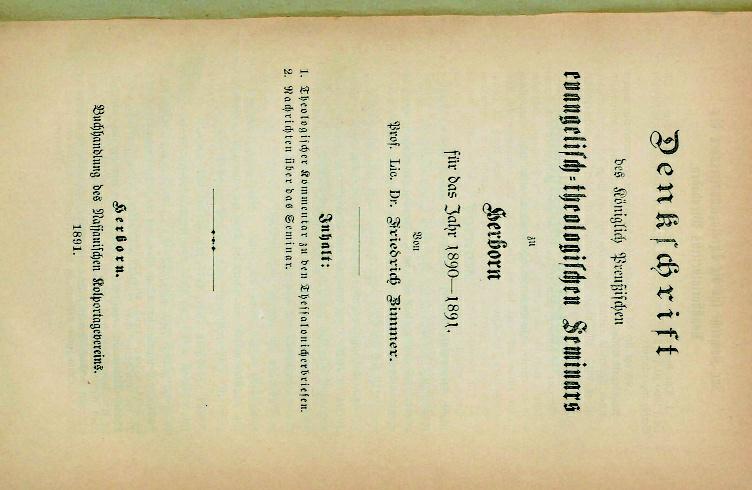 Denkschrift
des Königlich Preußischen
evangelisch-theologischen Seminars
zu
Herborn
für das Jahr 1890—1891.
Von
Prof. Lic. Dr. Friedrich Zimmer.
Inhalt:
1. Theologischer Kommentar zu den Thessalonicherbriefen.
2. Nachrichten über das Seminar.
Herborn.
Buchhandlung des Nassauischen Kolportagevereins.
1891.